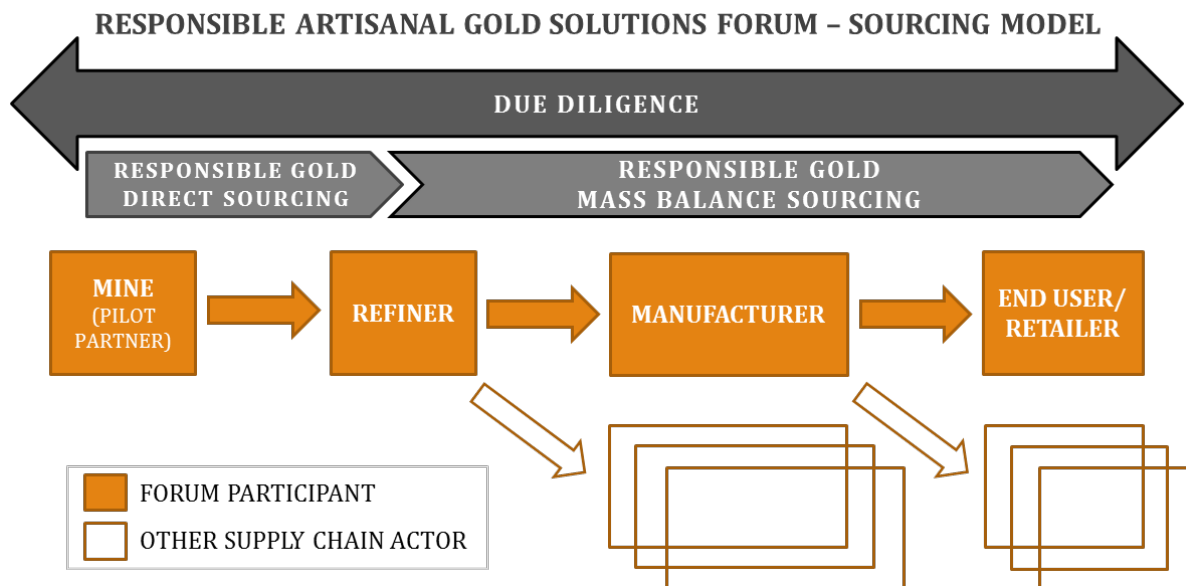 RESPONSIBLE ARTISANAL GOLD SOLUTIONS FORUM – SOURCING MODEL
DUE DILIGENCE
RESPONSIBLE GOLD
DIRECT SOURCING
RESPONSIBLE GOLD
MASS BALANCE SOURCING
MINE
(PILOT
PARTNER)
REFINER
MANUFACTURER
END USER/
RETAILER
FORUM PARTICIPANT
OTHER SUPPLY CHAIN ACTOR